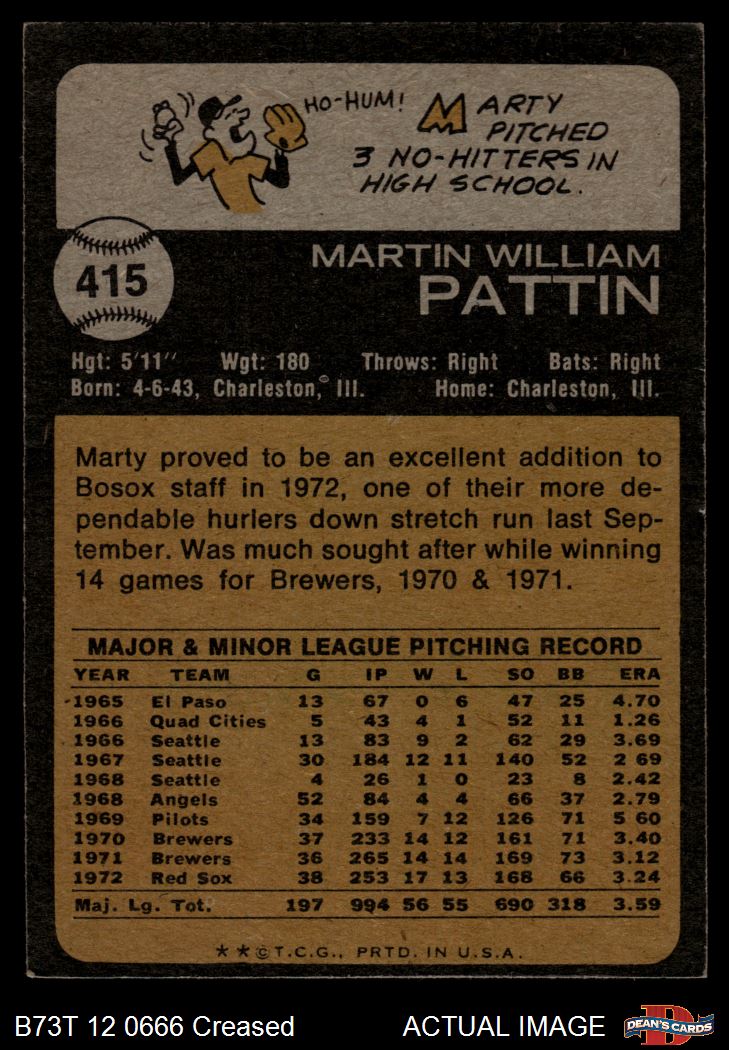 HO-HUM!
MARTY
PITCHED
3 NO-HITTERS IN
HIGH SCHOOL.
415
MARTIN WILLIAM
PATTIN
Hgt: 5'11" Wgt: 180 Throws: Right Bats: Right
Born: 4-6-43, Charleston, Ill. Home: Charleston, Ill.
Marty proved to be an excellent addition to
Bosox staff in 1972, one of their more de-
pendable hurlers down stretch run last Sep-
tember. Was much sought after while winning
14 games for Brewers, 1970 & 1971.
MAJOR & MINOR LEAGUE PITCHING RECORD
YEAR TEAM G IP W L SO BB ERA
1965 El Paso 13 67 0 6 47 25 4.70
1966 Quad Cities 5 43 4 1 52 11 1.26
1966 Seattle 13 83 9 2 62 29 3.69
1967 Seattle 30 184 12 11 140 52 2 69
1968 Seattle 4 26 1 0 23 8 2.42
1968 Angels 52 84 4 4 66 37 2.79
1969 Pilots 34 159 7 12 126 71 5 60
1970 Brewers 37 233 14 12 161 71 3.40
1971 Brewers 36 265 14 14 169 73 3.12
1972 Red Sox 38 253 17 13 168 66 3.24
Maj. Lg. Tot. 197 994 56 55 690 318 3.59
★★©T.C.G., PRTD. IN U.S.A.
B73T 12 0666 Creased ACTUAL IMAGE DEAN'S CARDS